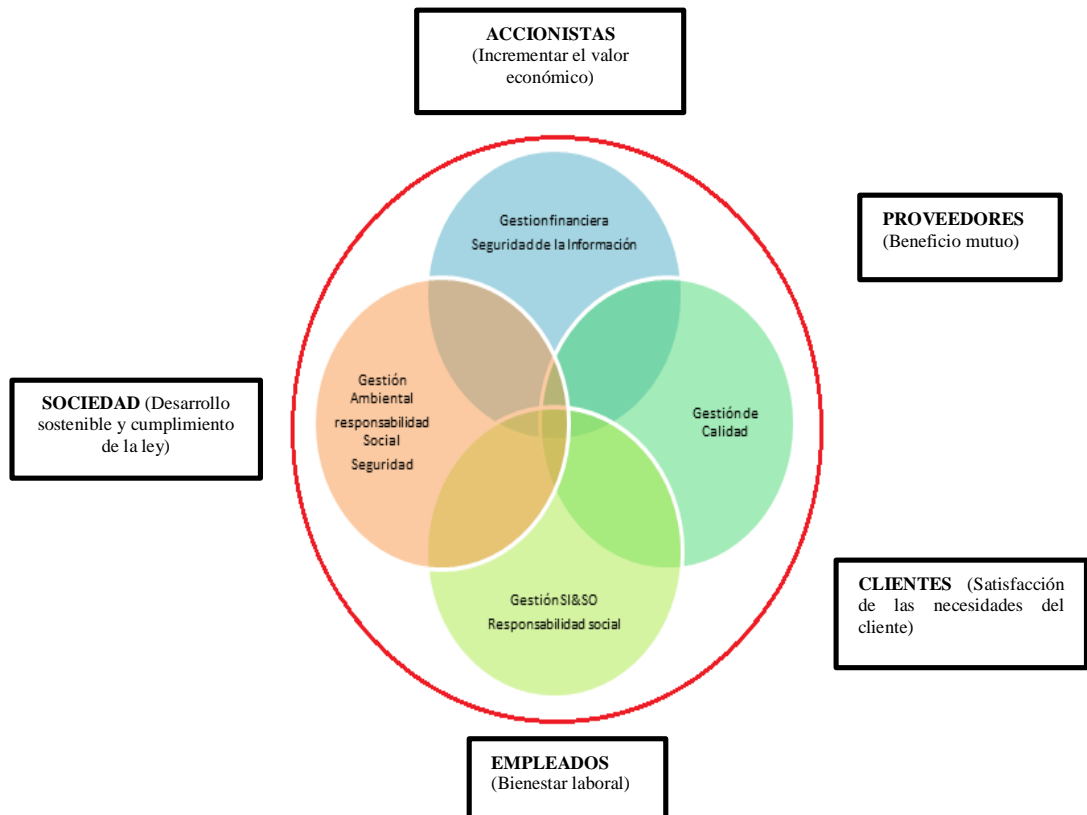 ACCIONISTAS
(Incrementar el valor
económico)
Gestion financiera
Seguridad de la Información
PROVEEDORES
(Beneficio mutuo)
SOCIEDAD (Desarrollo
sostenible y cumplimiento
de la ley)
Gestión
Ambiental
responsabilidad
Social
Seguridad
Gestión de
Calidad
Gestión SI&SO
Responsabilidad social
CLIENTES (Satisfacción
de las necesidades del
cliente)
EMPLEADOS
(Bienestar laboral)